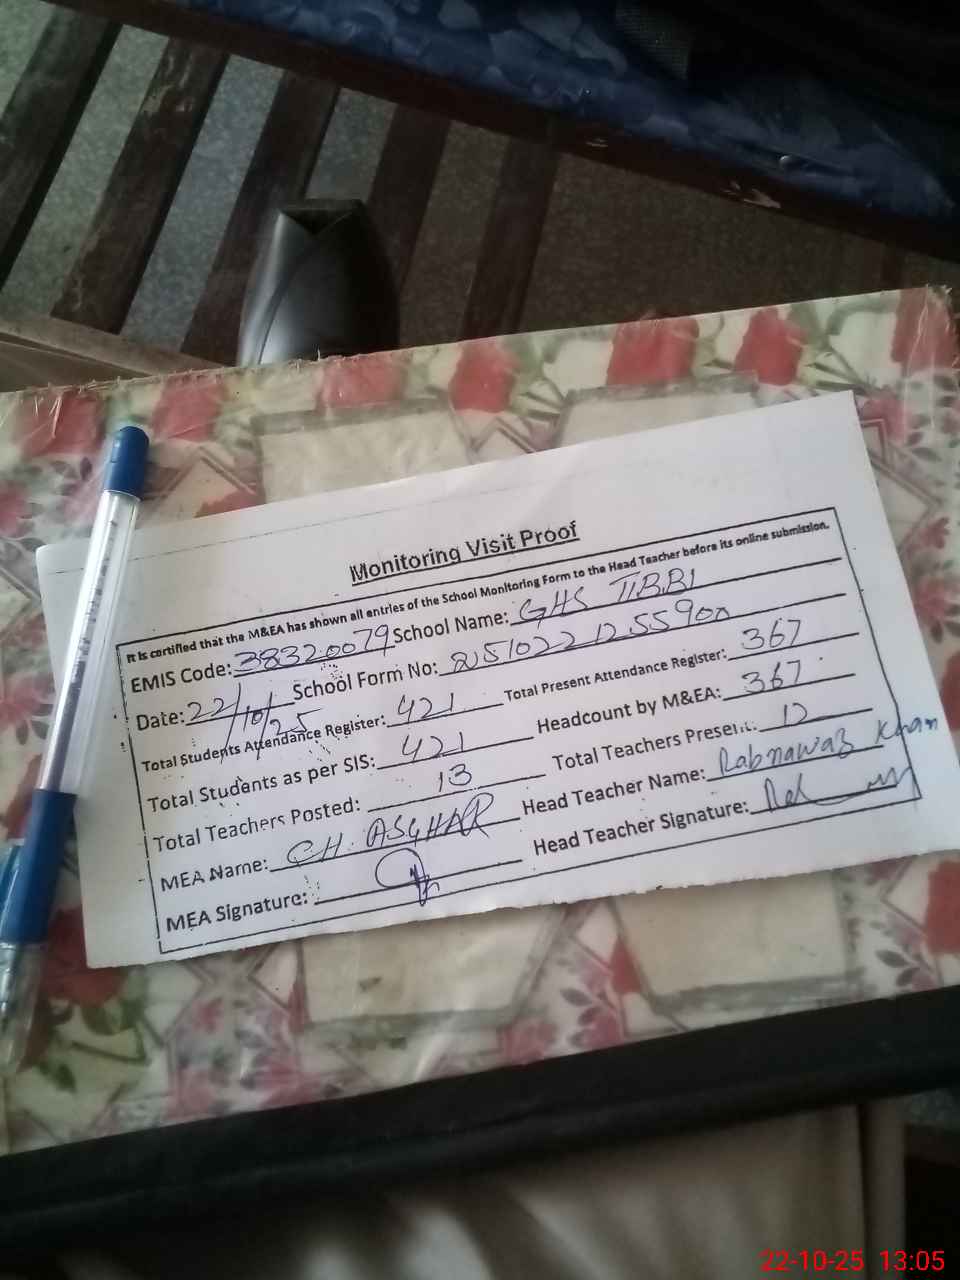 Monitoring Visit Proof
It is certified that the M&EA has shown all entries of the School Monitoring Form to the Head Teacher before its online submission.
EMIS Code: 38320079 School Name: GHS TIBBI
Date: 22/10/25 School Form No: 251022125590
Total Students Attendance Register: 421 Total Present Attendance Register: 367
Total Students as per SIS: 421 Headcount by M&EA: 367
Total Teachers Posted: 13 Total Teachers Present: 12
MEA Name: CH. ASGHAR Head Teacher Name: Rabnawaz Khan
MEA Signature: Head Teacher Signature:
22-10-25 13:05